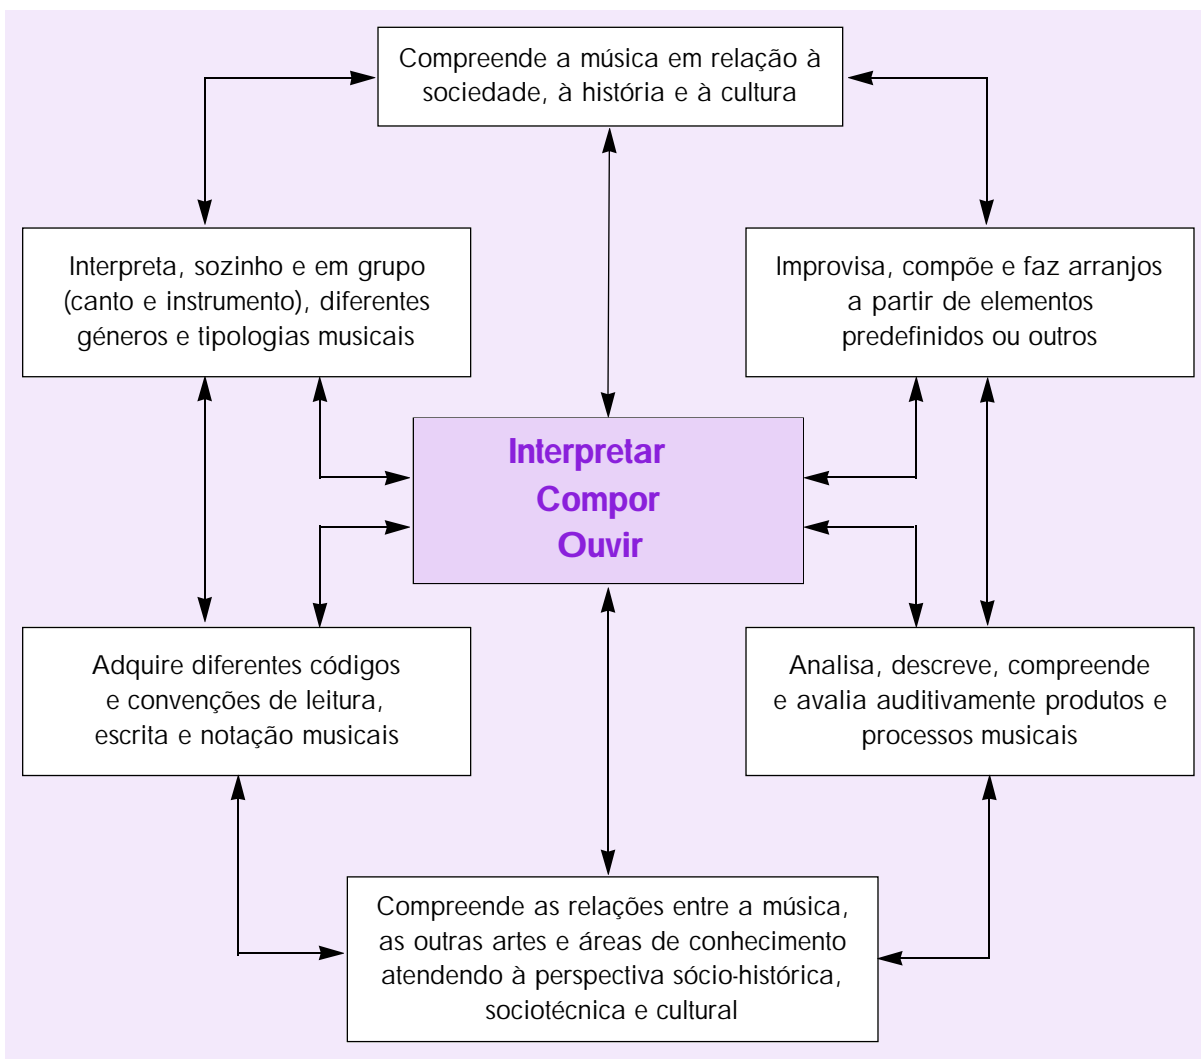 Compreende a música em relação à
sociedade, à história e à cultura
Interpreta, sozinho e em grupo
(canto e instrumento), diferentes
géneros e tipologias musicais
Improvisa, compõe e faz arranjos
a partir de elementos
predefinidos ou outros
Interpretar
Compor
Ouvir
Adquire diferentes códigos
e convenções de leitura,
escrita e notação musicais
Analisa, descreve, compreende
e avalia auditivamente produtos e
processos musicais
Compreende as relações entre a música,
as outras artes e áreas de conhecimento
atendendo à perspectiva sócio-histórica,
sociotécnica e cultural